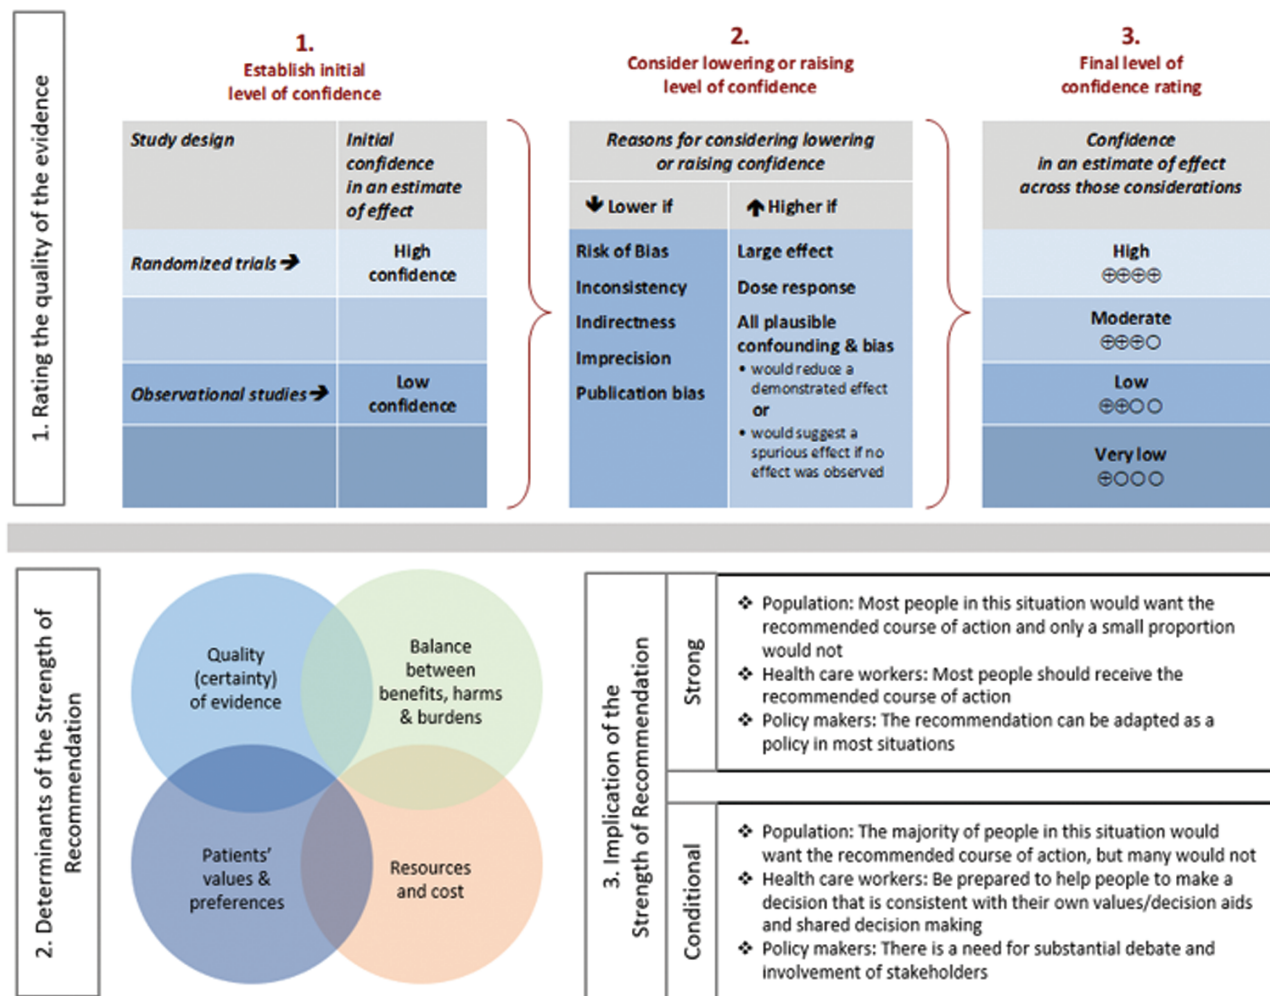 1. Rating the quality of the evidence
1.
Establish initial
level of confidence
Study design
Initial
confidence
in an estimate
of effect
Randomized trials ➔
High
confidence
Observational studies ➔
Low
confidence
2.
Consider lowering or raising
level of confidence
Reasons for considering lowering
or raising confidence
🡇 Lower if
🡅 Higher if
Risk of Bias
Inconsistency
Indirectness
Imprecision
Publication bias
Large effect
Dose response
All plausible
confounding & bias
• would reduce a
demonstrated effect
or
• would suggest a
spurious effect if no
effect was observed
3.
Final level of
confidence rating
Confidence
in an estimate of effect
across those considerations
High
⊕⊕⊕⊕
Moderate
⊕⊕⊕○
Low
⊕⊕○○
Very low
⊕○○○
2. Determinants of the Strength of
Recommendation
Quality
(certainty)
of evidence
Balance
between
benefits, harms
& burdens
Patients'
values &
preferences
Resources
and cost
3. Implication of the
Strength of Recommendation
Strong
❖ Population: Most people in this situation would want the
recommended course of action and only a small proportion
would not
❖ Health care workers: Most people should receive the
recommended course of action
❖ Policy makers: The recommendation can be adapted as a
policy in most situations
Conditional
❖ Population: The majority of people in this situation would
want the recommended course of action, but many would not
❖ Health care workers: Be prepared to help people to make a
decision that is consistent with their own values/decision aids
and shared decision making
❖ Policy makers: There is a need for substantial debate and
involvement of stakeholders